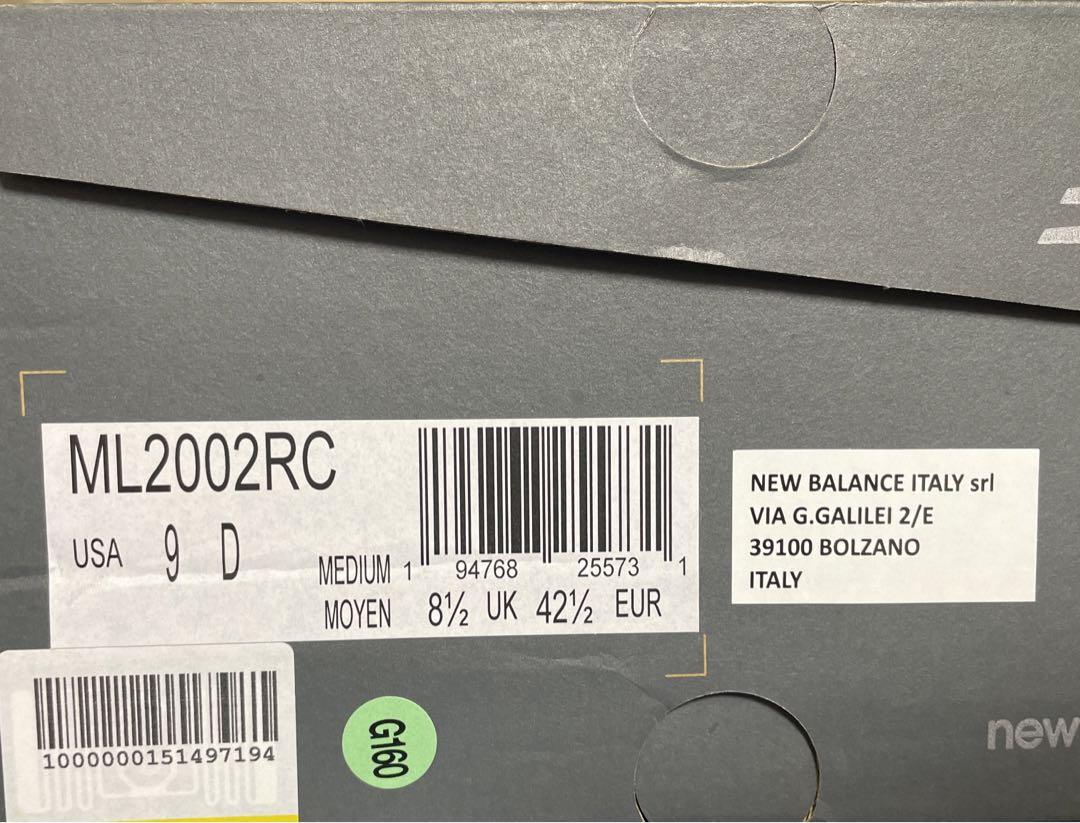 ML2002RC
USA 9 D
MEDIUM 1 94768 25573 1
MOYEN 8½ UK 42½ EUR
NEW BALANCE ITALY srl
VIA G.GALILEI 2/E
39100 BOLZANO
ITALY
1000000151497194
G160
new